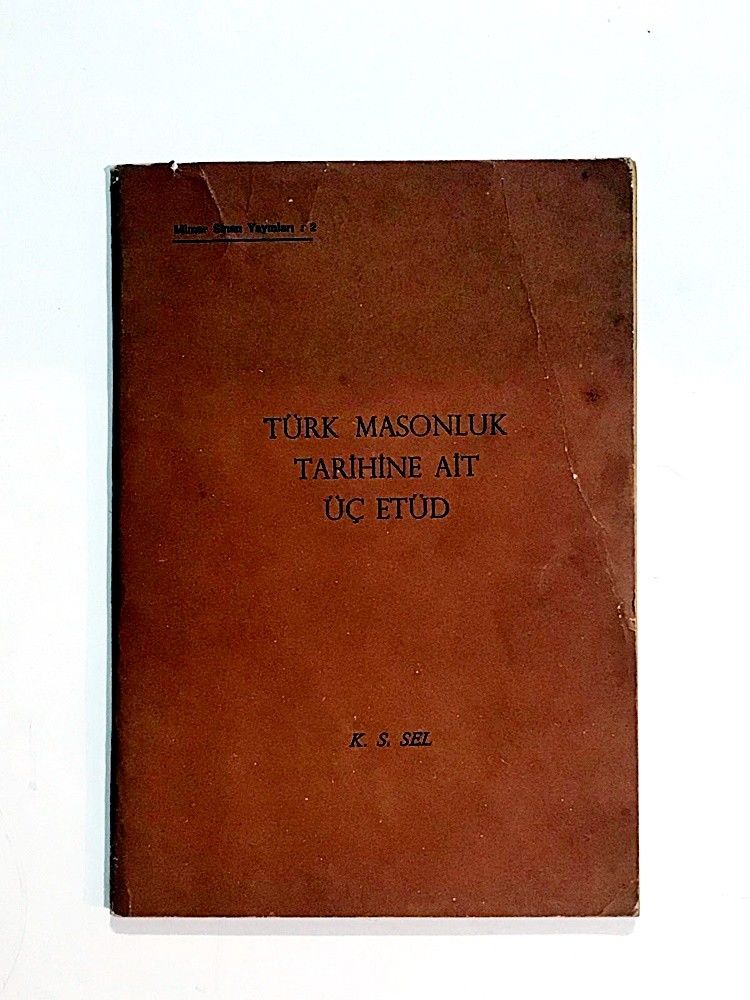 Mimar Sinan Yayınları : 2
TÜRK MASONLUK
TARİHİNE AİT
ÜÇ ETÜD
K. S. SEL